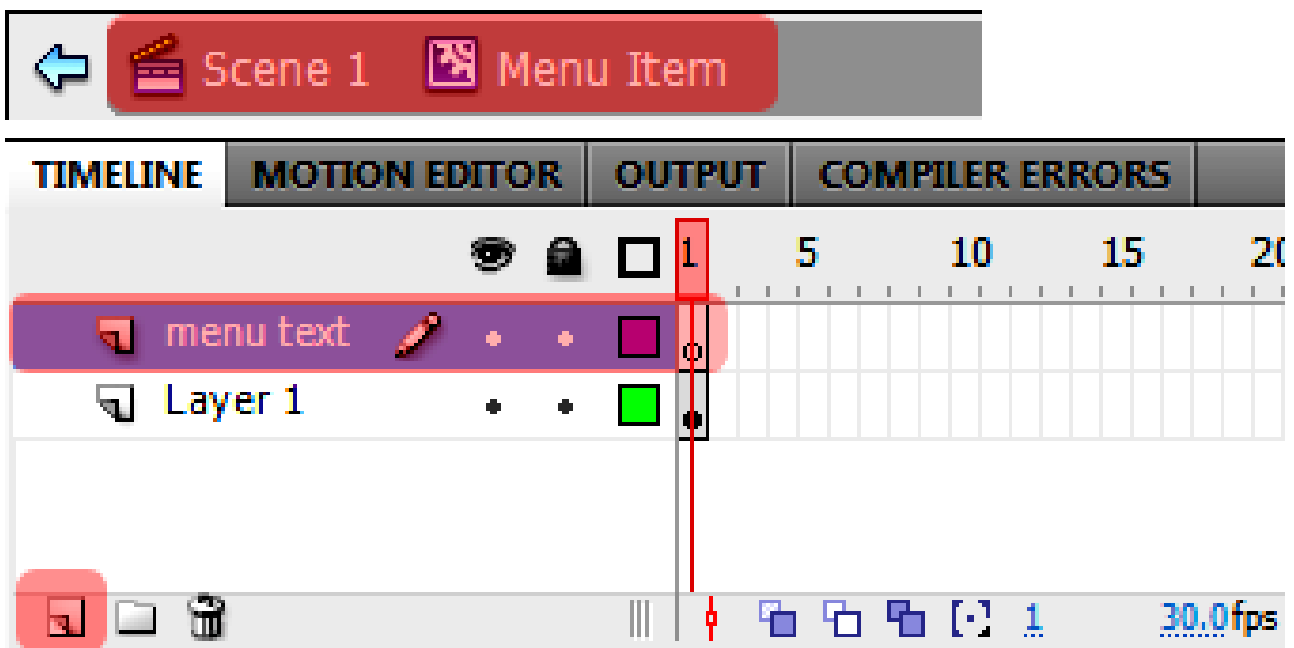 Scene 1 Menu Item
TIMELINE MOTION EDITOR OUTPUT COMPILER ERRORS
1 5 10 15 20
menu text
Layer 1
1 30.0fps